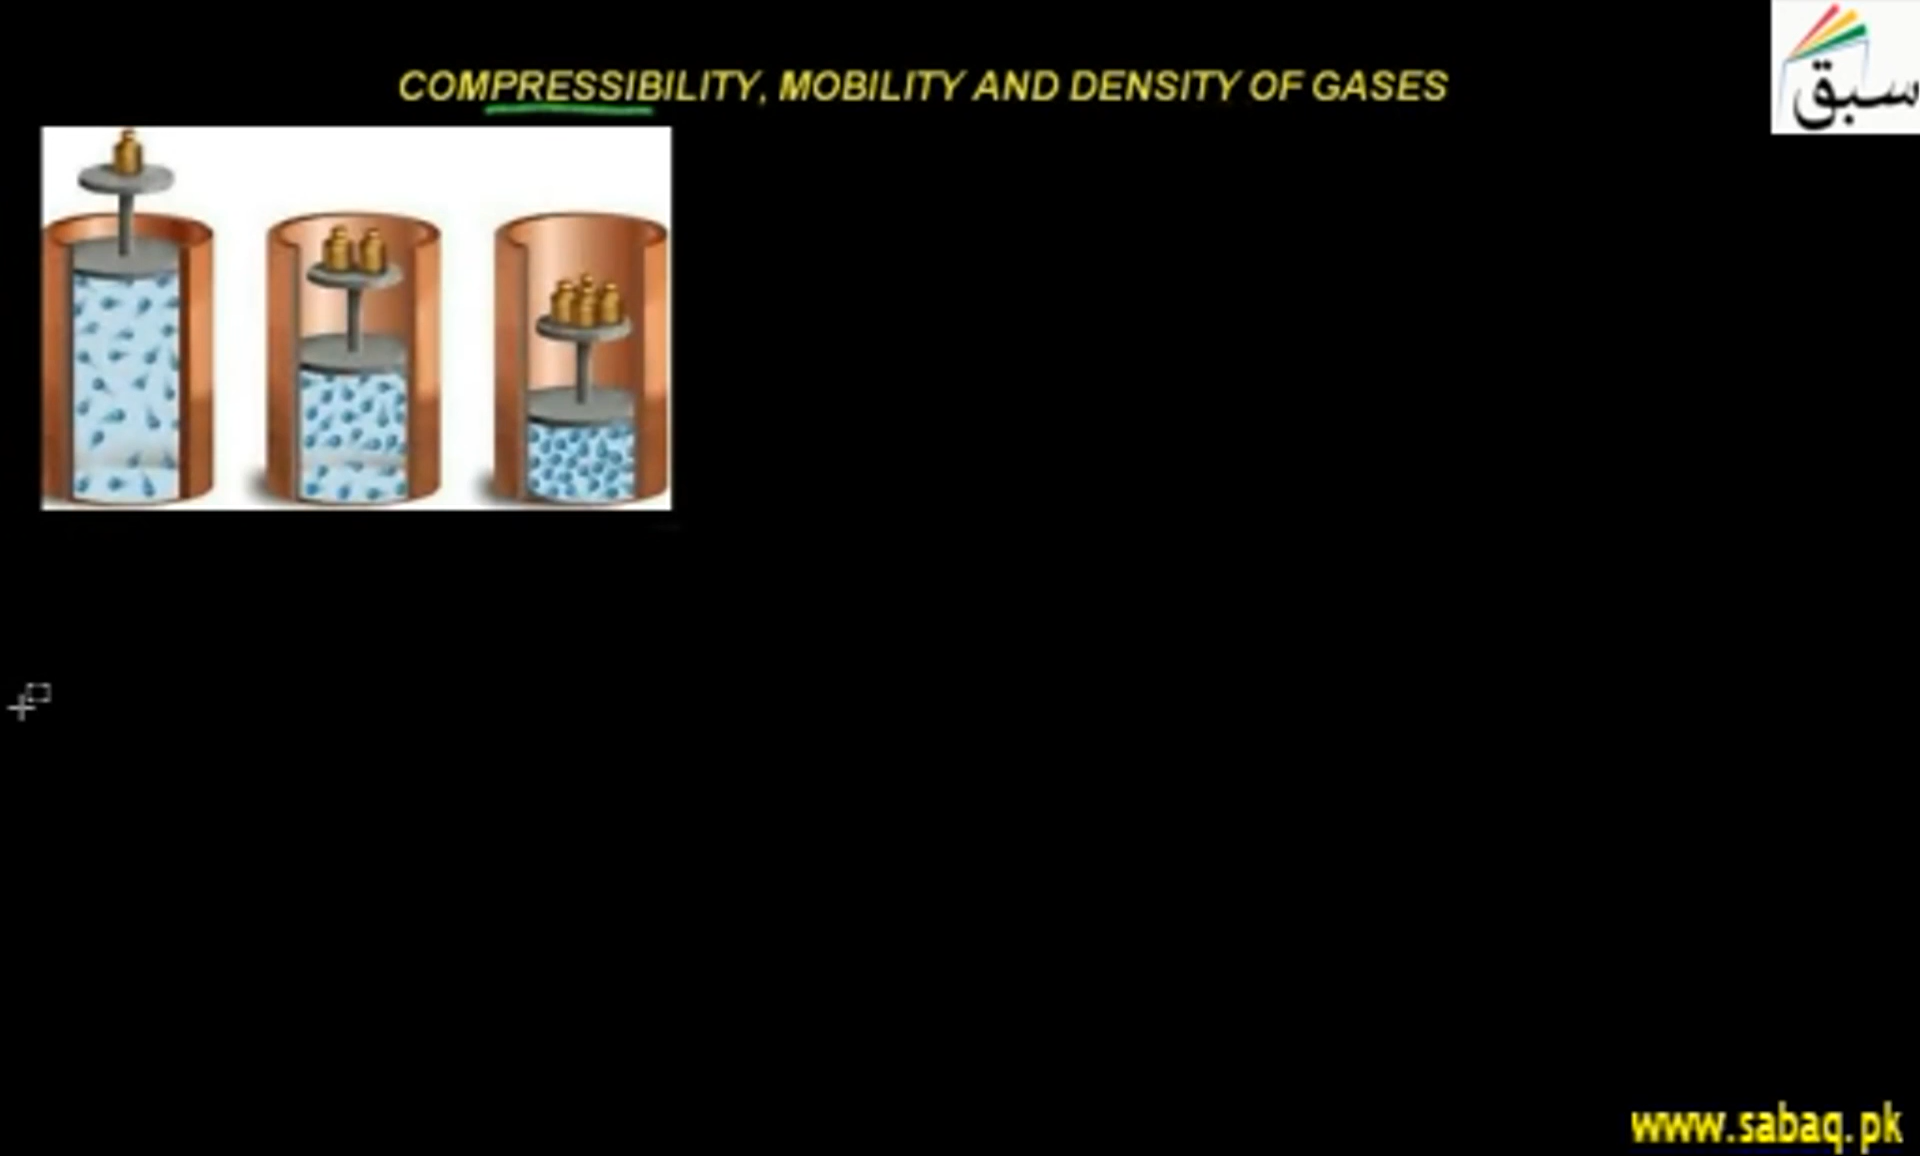 COMPRESSIBILITY, MOBILITY AND DENSITY OF GASES
سبق
www.sabaq.pk